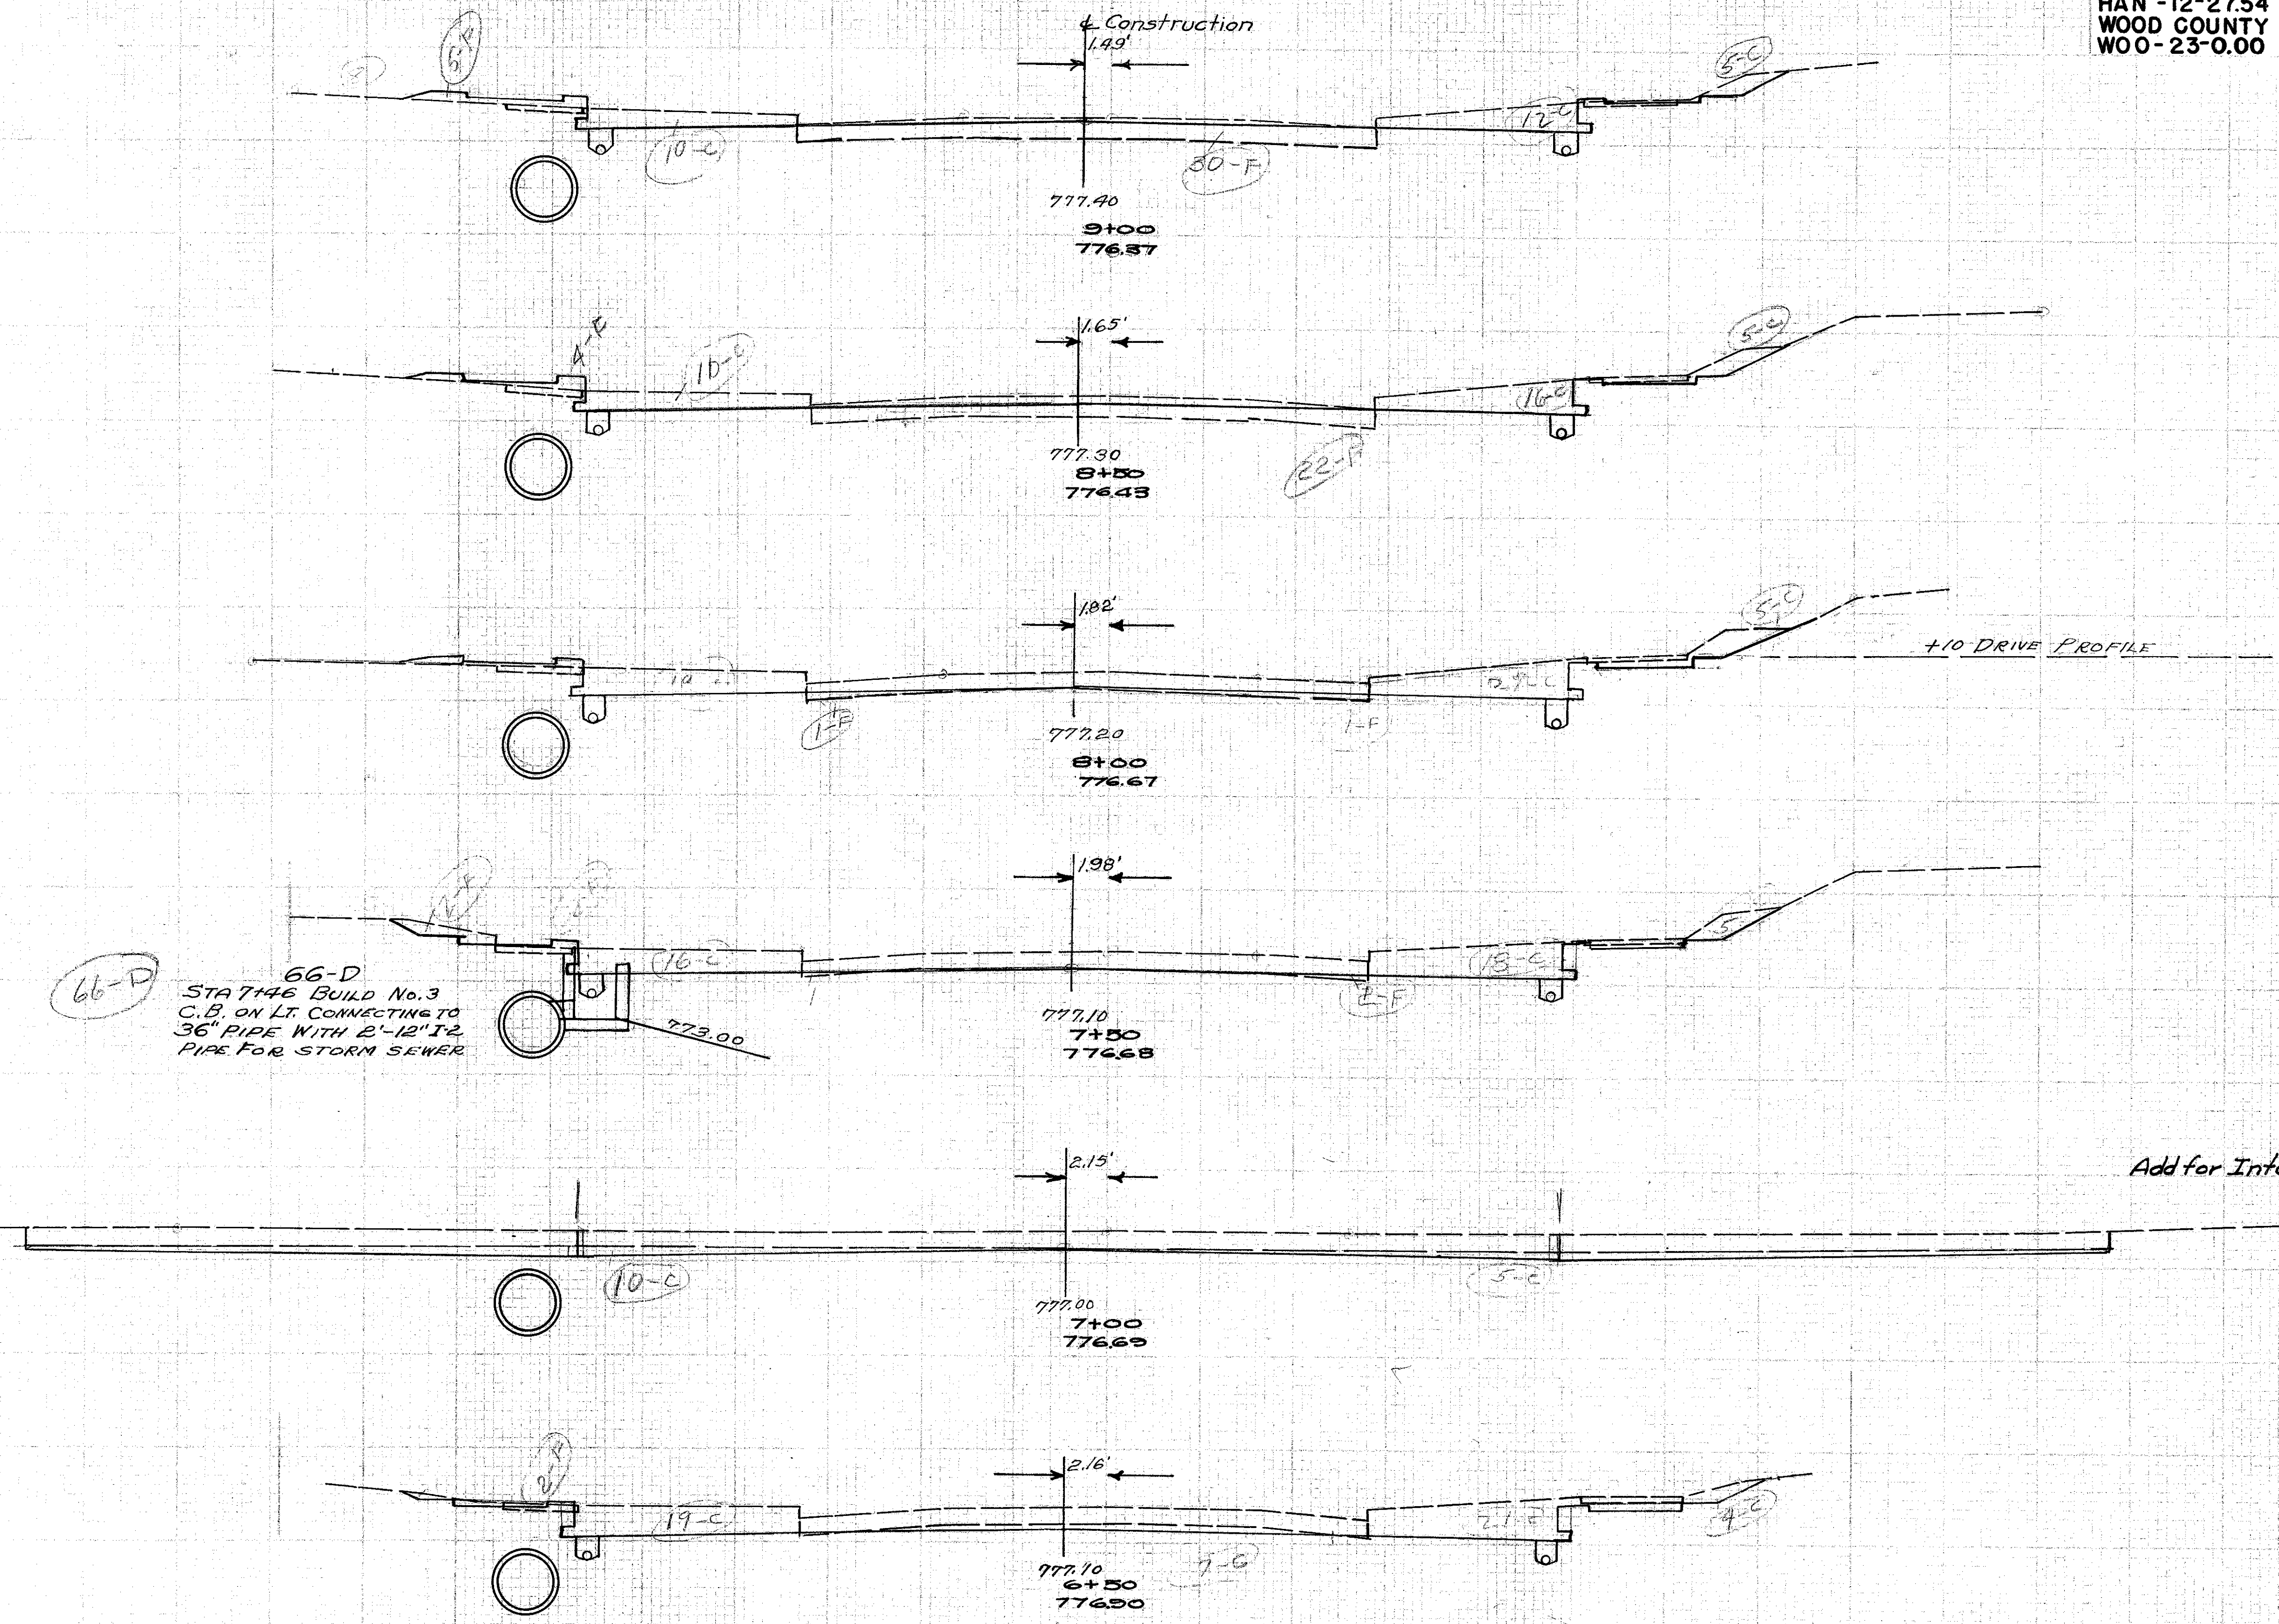 HAN-12-27.54
WOOD COUNTY
WOO-23-0.00
℄ Construction
1.49'
5-F
5-C
10-C
12-C
30-F
777.40
9+00
776.37
1.65'
4-F
10-C
5-C
16-C
22-F
777.30
8+50
776.43
1.82'
5-C
+10 DRIVE PROFILE
1-F
1-F
777.20
8+00
776.67
1.98'
16-C
18-C
5
2-F
777.10
7+50
776.68
66-D
66-D
STA 7+46 BUILD No. 3
C.B. ON LT. CONNECTING TO
36" PIPE WITH 2'-12" I-2
PIPE FOR STORM SEWER
773.00
2.15'
Add for Int
10-C
5-C
777.00
7+00
776.69
2.16'
2-F
19-C
4-C
777.10
6+50
776.90